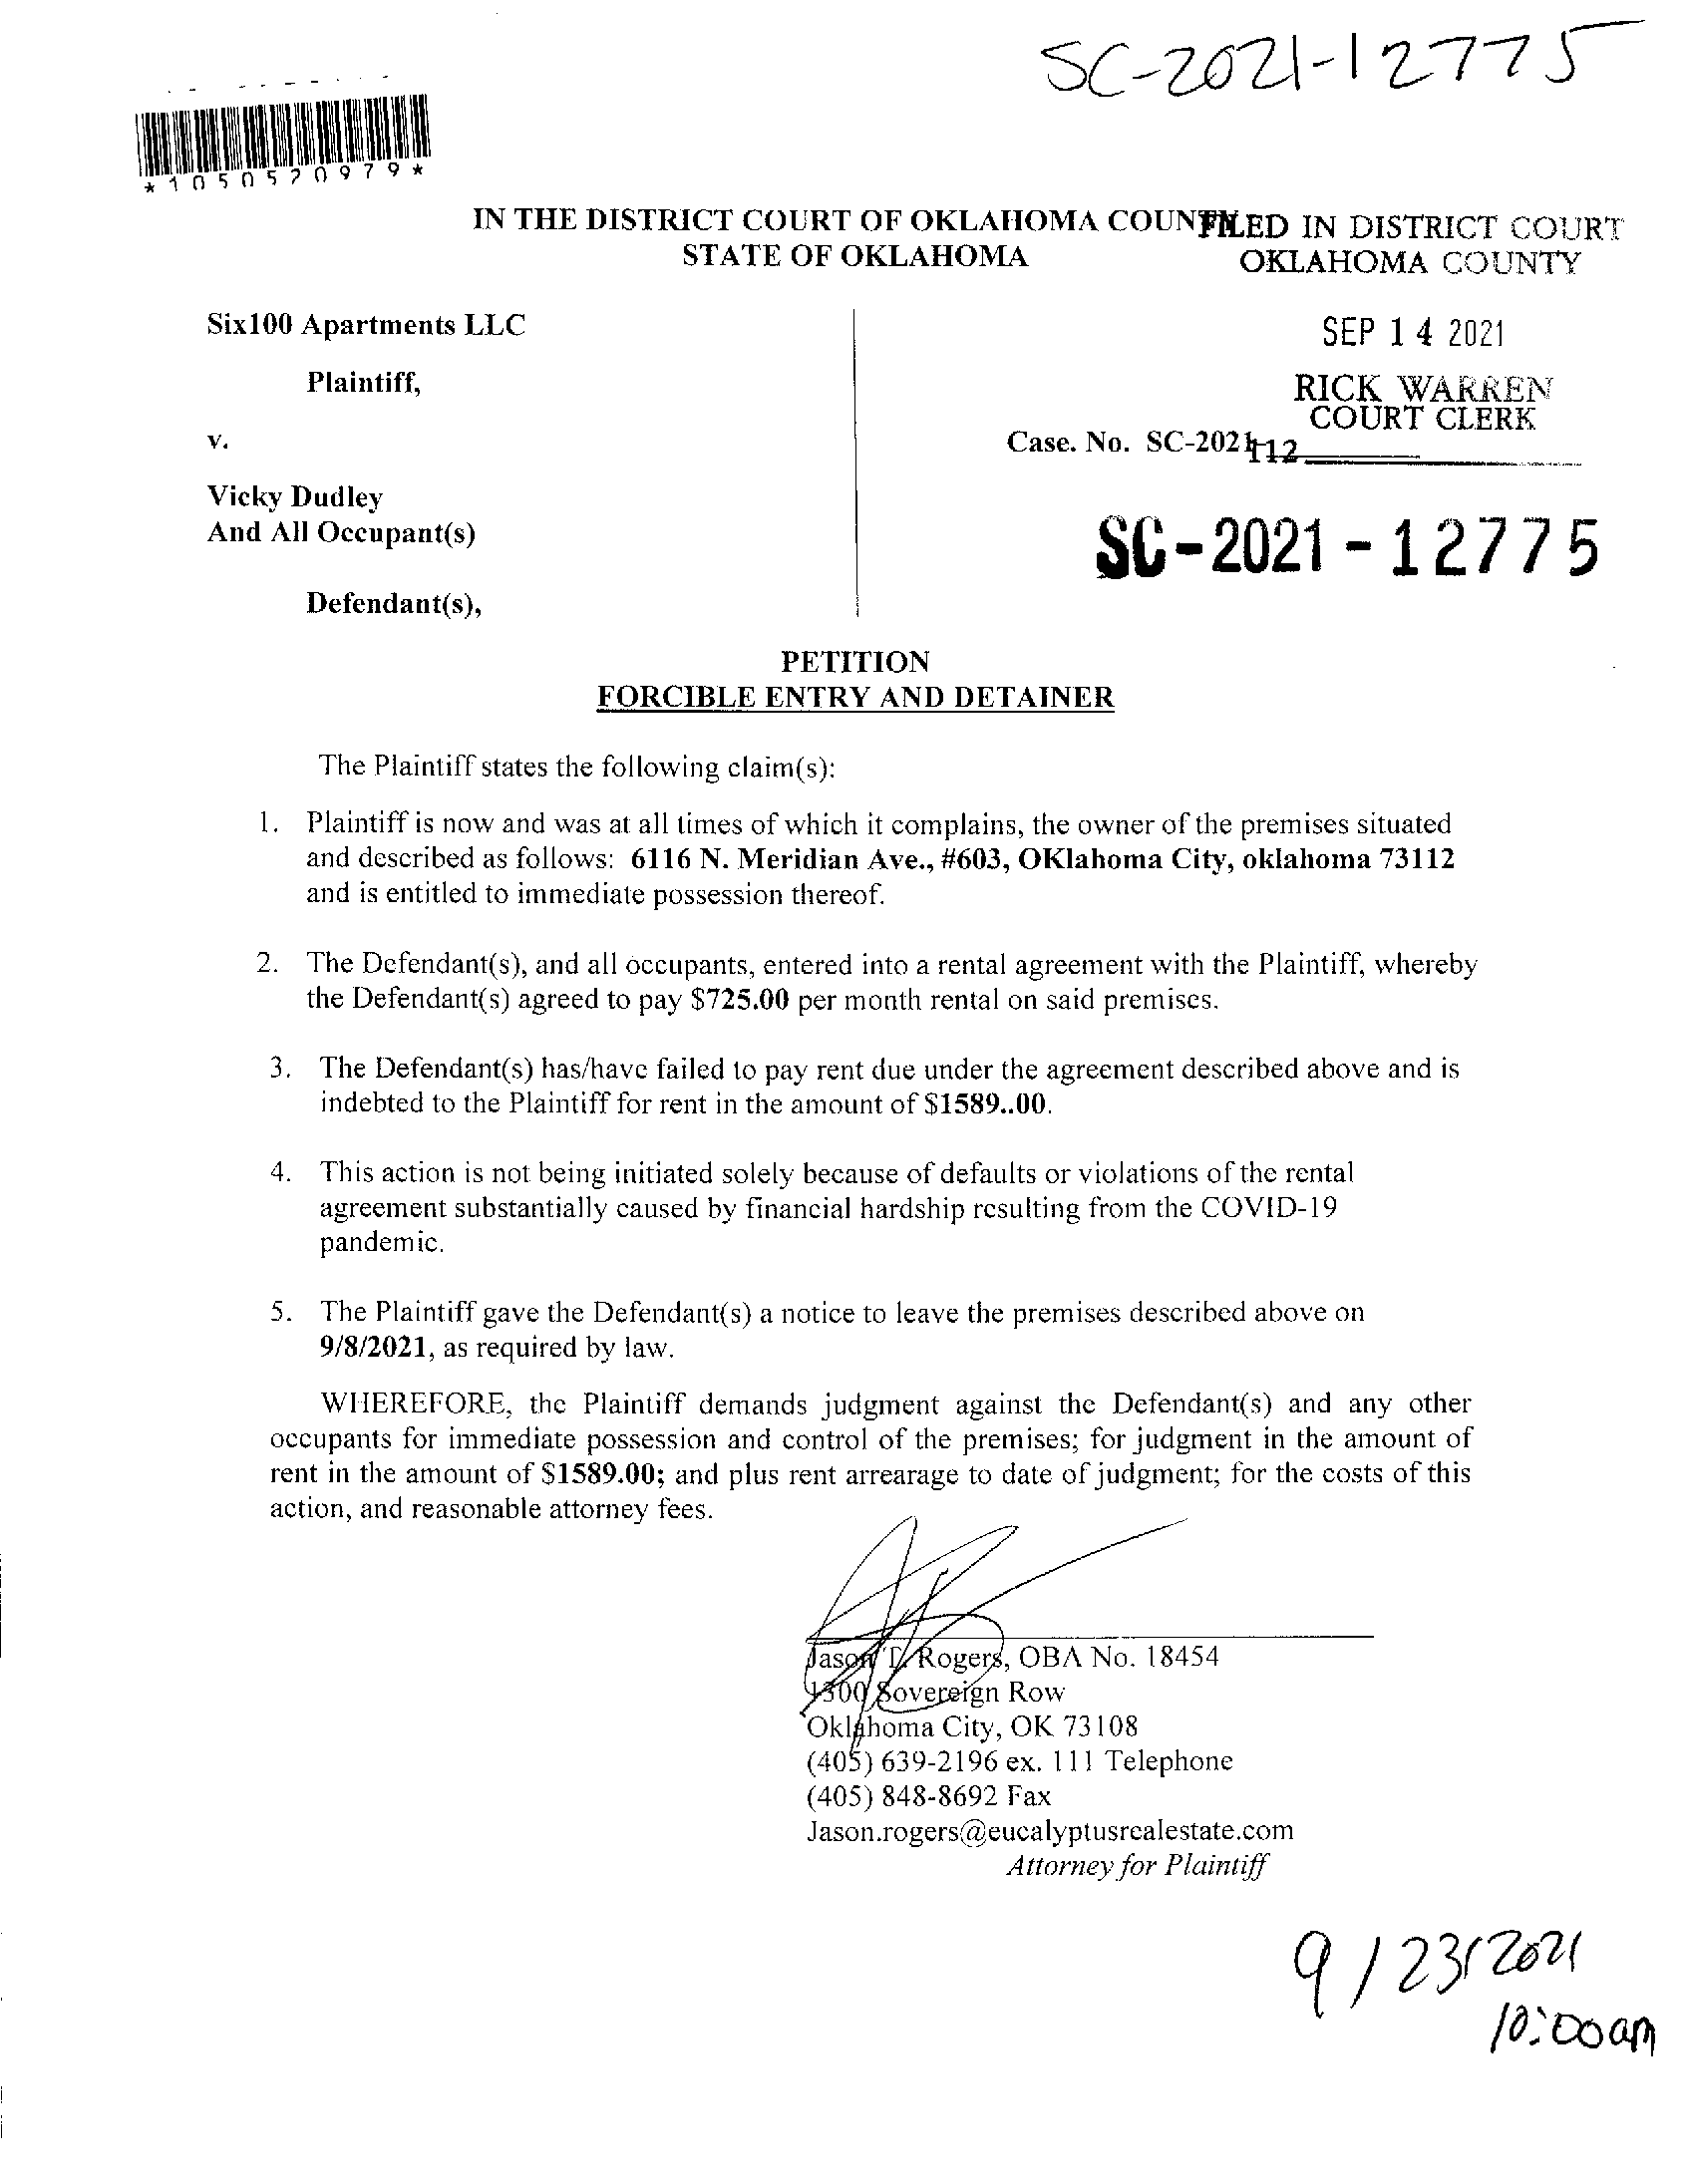 SC-2021-12775
*1050520979*
IN THE DISTRICT COURT OF OKLAHOMA COUNTY
STATE OF OKLAHOMA
FILED IN DISTRICT COURT
OKLAHOMA COUNTY
SEP 14 2021
RICK WARREN
COURT CLERK
112
Six100 Apartments LLC
Plaintiff,
v.
Case. No. SC-2021-
Vicky Dudley
And All Occupant(s)
SC-2021-12775
Defendant(s),
PETITION
FORCIBLE ENTRY AND DETAINER
The Plaintiff states the following claim(s):
1. Plaintiff is now and was at all times of which it complains, the owner of the premises situated
and described as follows: 6116 N. Meridian Ave., #603, OKlahoma City, oklahoma 73112
and is entitled to immediate possession thereof.
2. The Defendant(s), and all occupants, entered into a rental agreement with the Plaintiff, whereby
the Defendant(s) agreed to pay $725.00 per month rental on said premises.
3. The Defendant(s) has/have failed to pay rent due under the agreement described above and is
indebted to the Plaintiff for rent in the amount of $1589..00.
4. This action is not being initiated solely because of defaults or violations of the rental
agreement substantially caused by financial hardship resulting from the COVID-19
pandemic.
5. The Plaintiff gave the Defendant(s) a notice to leave the premises described above on
9/8/2021, as required by law.
WHEREFORE, the Plaintiff demands judgment against the Defendant(s) and any other
occupants for immediate possession and control of the premises; for judgment in the amount of
rent in the amount of $1589.00; and plus rent arrearage to date of judgment; for the costs of this
action, and reasonable attorney fees.
Jason Rogers, OBA No. 18454
1300 Sovereign Row
Oklahoma City, OK 73108
(405) 639-2196 ex. 111 Telephone
(405) 848-8692 Fax
Jason.rogers@eucalyptusrealestate.com
Attorney for Plaintiff
9/23/2021
10:00am